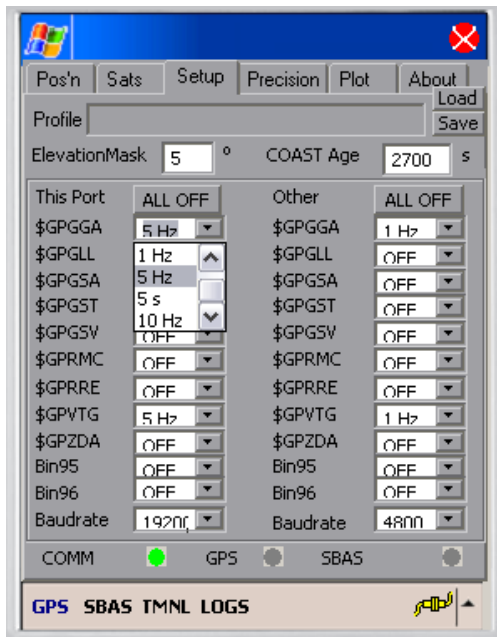 Pos'n Sats Setup Precision Plot About
Load
Profile Save
ElevationMask 5 ° COAST Age 2700 s
This Port ALL OFF Other ALL OFF
$GPGGA 5 Hz $GPGGA 1 Hz
$GPGLL 1 Hz $GPGLL OFF
$GPGSA 5 Hz $GPGSA OFF
$GPGST 5 s $GPGST OFF
10 Hz
$GPGSV OFF $GPGSV OFF
$GPRMC OFF $GPRMC OFF
$GPRRE OFF $GPRRE OFF
$GPVTG 5 Hz $GPVTG 1 Hz
$GPZDA OFF $GPZDA OFF
Bin95 OFF Bin95 OFF
Bin96 OFF Bin96 OFF
Baudrate 19200 Baudrate 4800
COMM GPS SBAS
GPS SBAS TMNL LOGS